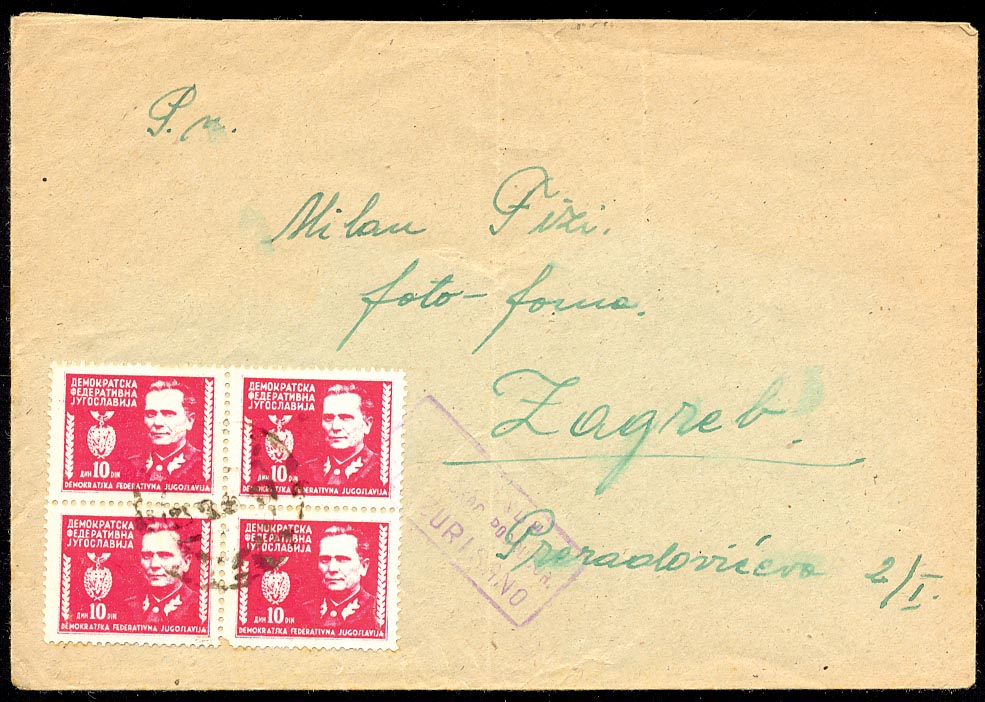 P. n.
Milan Fizi.
foto-forma.
Zagreb
Preradovićeva 2/I.
ДЕМОКРАТСКА
ФЕДЕРАТИВНА
ЈУГОСЛАВИЈА
ДИН 10 DIN
DEMOKRATSKA FEDERATIVNA JUGOSLAVIJA
ДЕМОКРАТСКА
ФЕДЕРАТИВНА
ЈУГОСЛАВИЈА
ДИН 10 DIN
DEMOKRATSKA FEDERATIVNA JUGOSLAVIJA
ДЕМОКРАТСКА
ФЕДЕРАТИВНА
ЈУГОСЛАВИЈА
ДИН 10 DIN
DEMOKRATSKA FEDERATIVNA JUGOSLAVIJA
ДЕМОКРАТСКА
ФЕДЕРАТИВНА
ЈУГОСЛАВИЈА
ДИН 10 DIN
DEMOKRATSKA FEDERATIVNA JUGOSLAVIJA